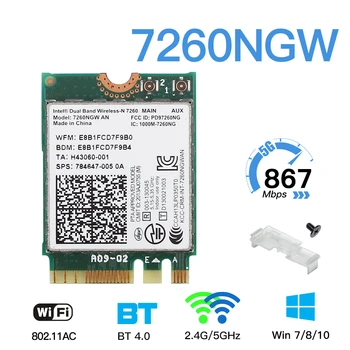 7260NGW
Intel® Dual Band Wireless-N 7260 MAIN AUX
Model: 7260NGW AN
FCC ID: PD97260NG
Made in China
IC: 1000M-7260NG
WFM: E8B1FCD7F9B0
BDM: E8B1FCD7F9B4
TA: H43060-001
SPS: 784647-005 0A
A09-02
E
A
5G
867
Mbps
WiFi
BT
802.11AC
BT 4.0
2.4G/5GHz
Win 7/8/10